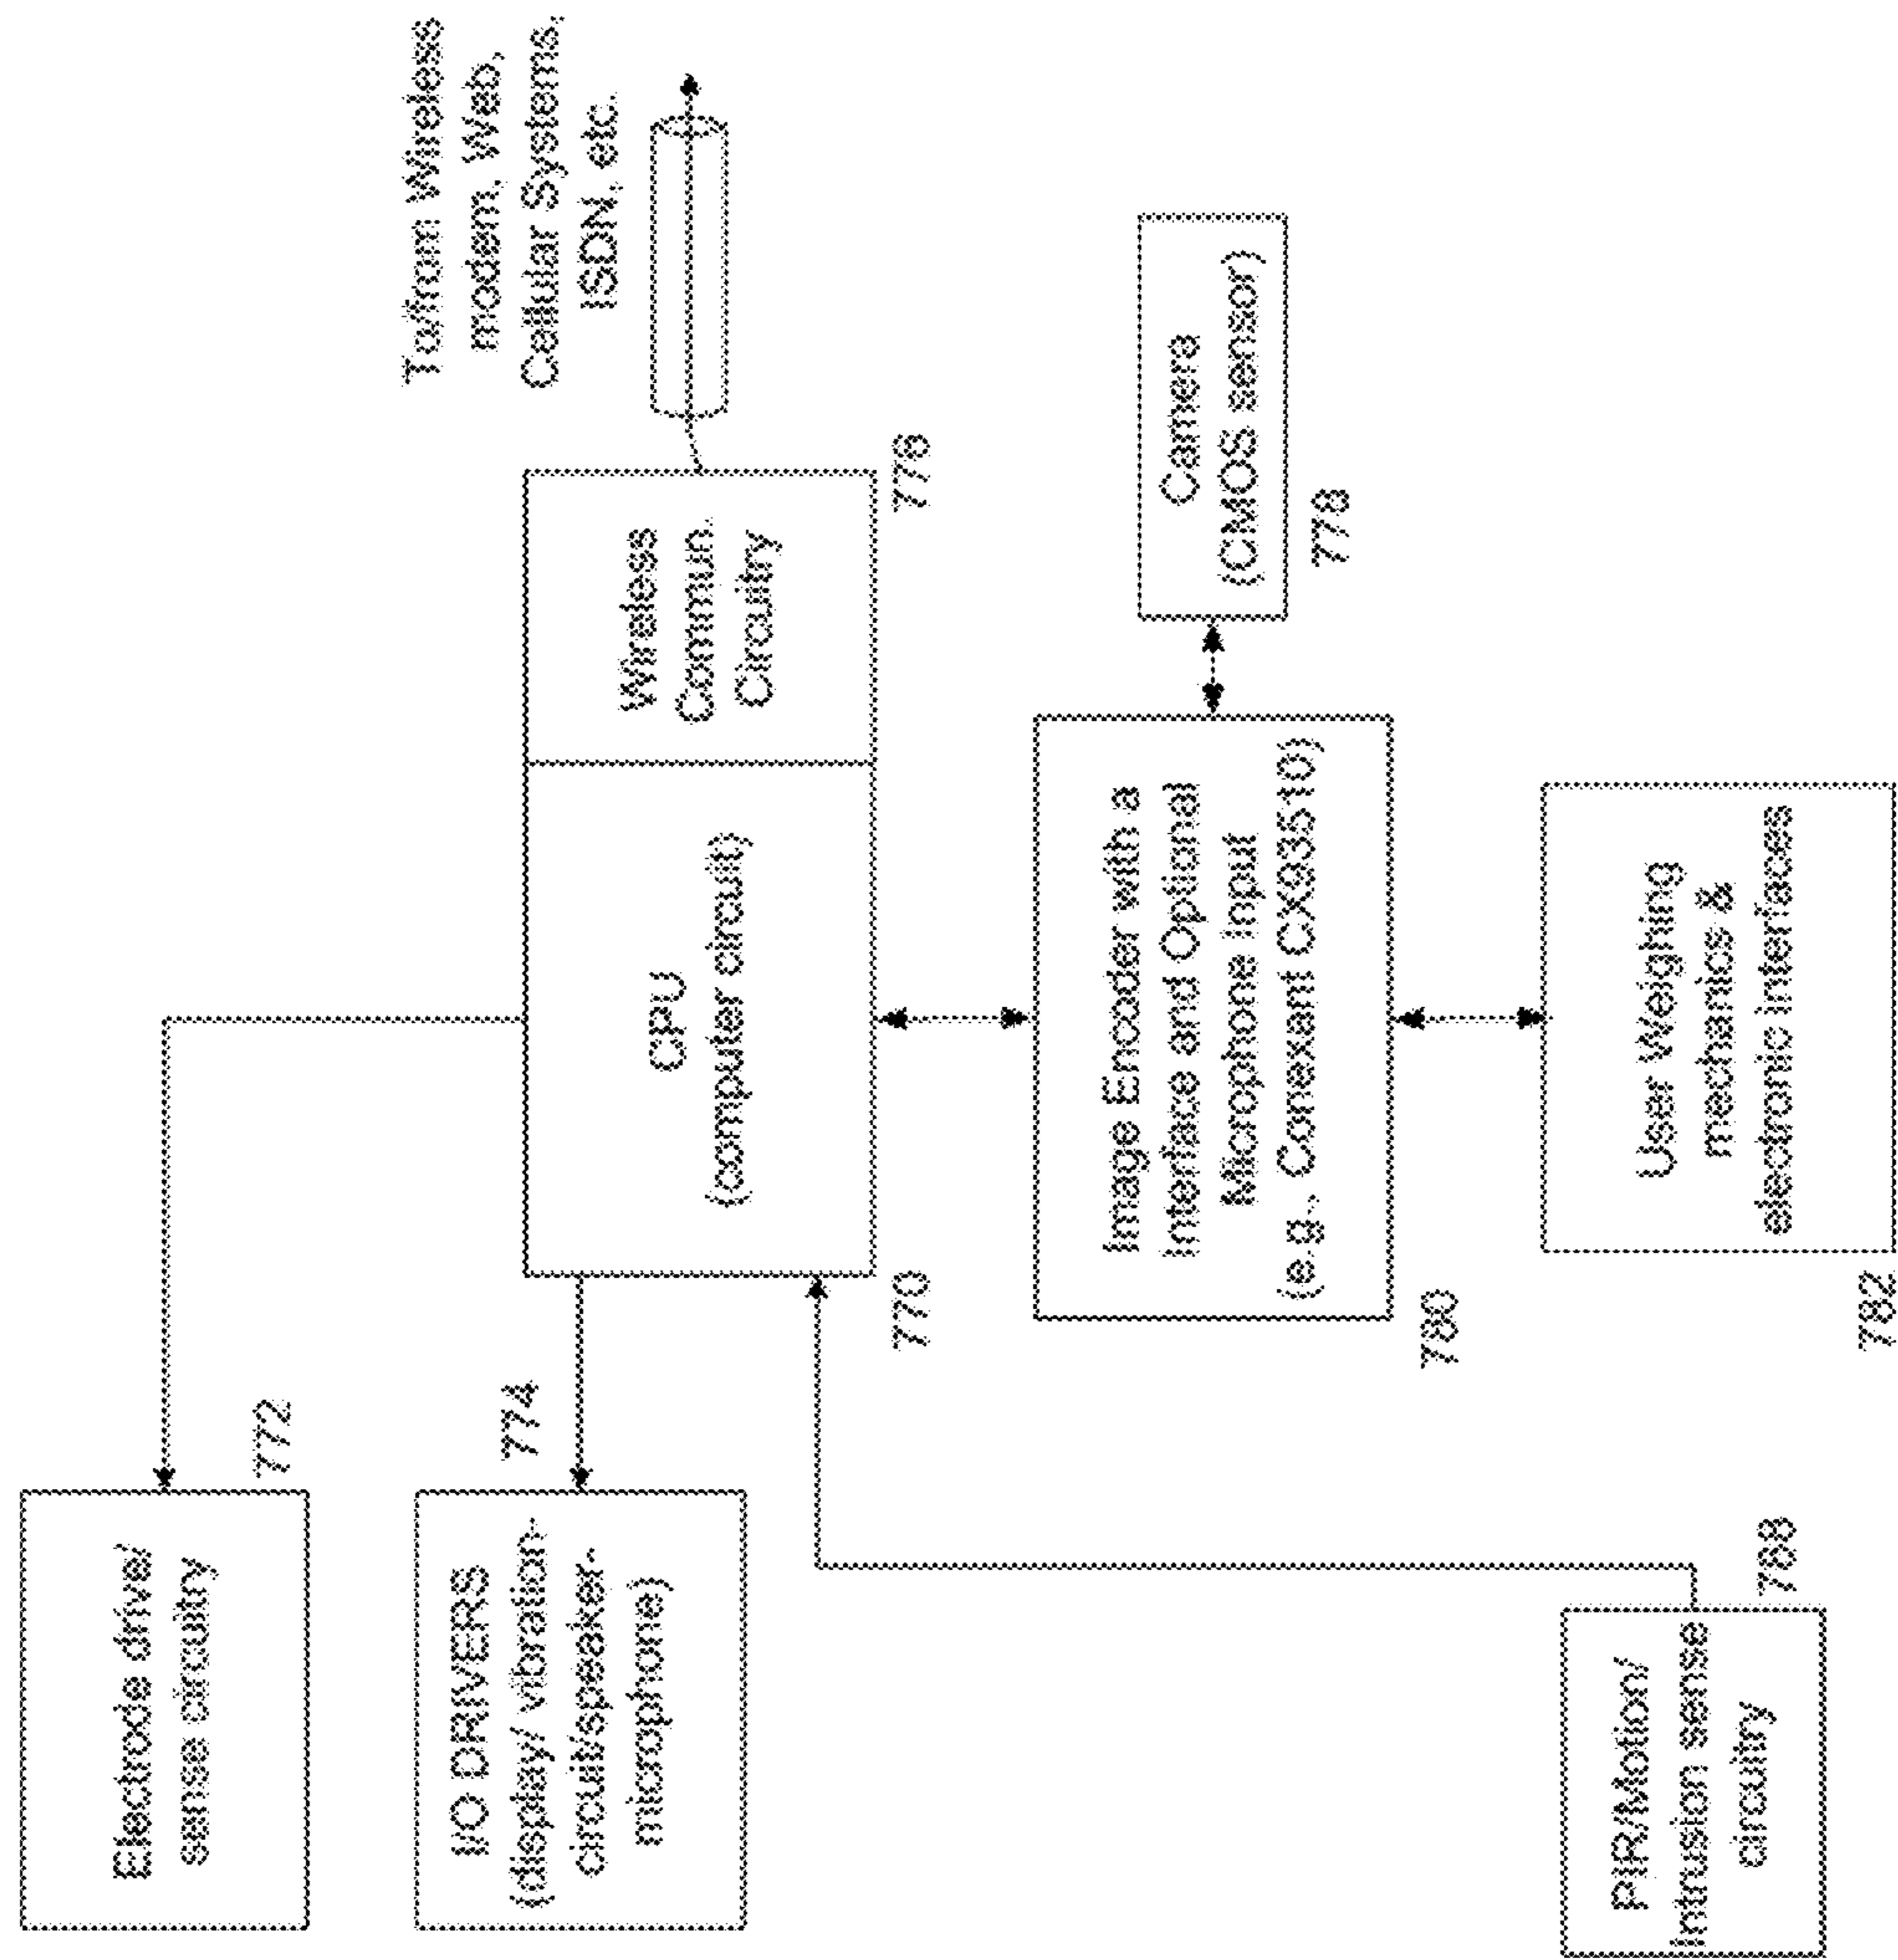 Electrode drive/
sense circuitry
772
To/from Wireless
modem, Web,
Cellular Systems,
ISDN, etc.
I/O DRIVERS
(display/ vibration-
circuit/speaker-
microphone)
774
CPU
(computer circuit)
770
Wireless
Commun.
Circuitry
776
Image Encoder with a
Interface and Optional
Microphone Input
(e.g., Conexant CX93510)
780
Camera
(CMOS sensor)
778
PIR/Motion/
Intrusion sense
circuitry
788
User Weighing
mechanics &
electronic interfaces
782